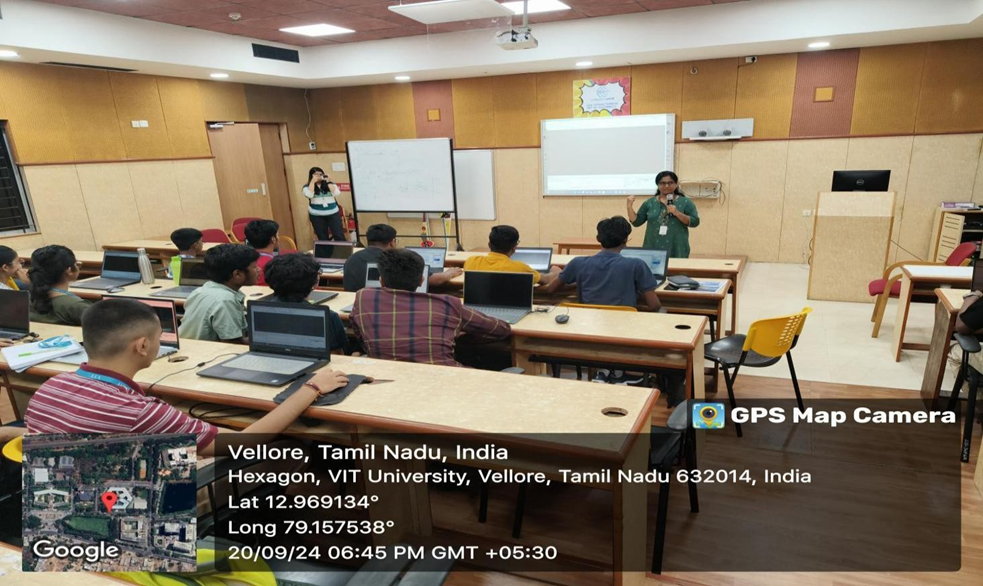 GPS Map Camera
Vellore, Tamil Nadu, India
Hexagon, VIT University, Vellore, Tamil Nadu 632014, India
Lat 12.969134°
Long 79.157538°
20/09/24 06:45 PM GMT +05:30
Google